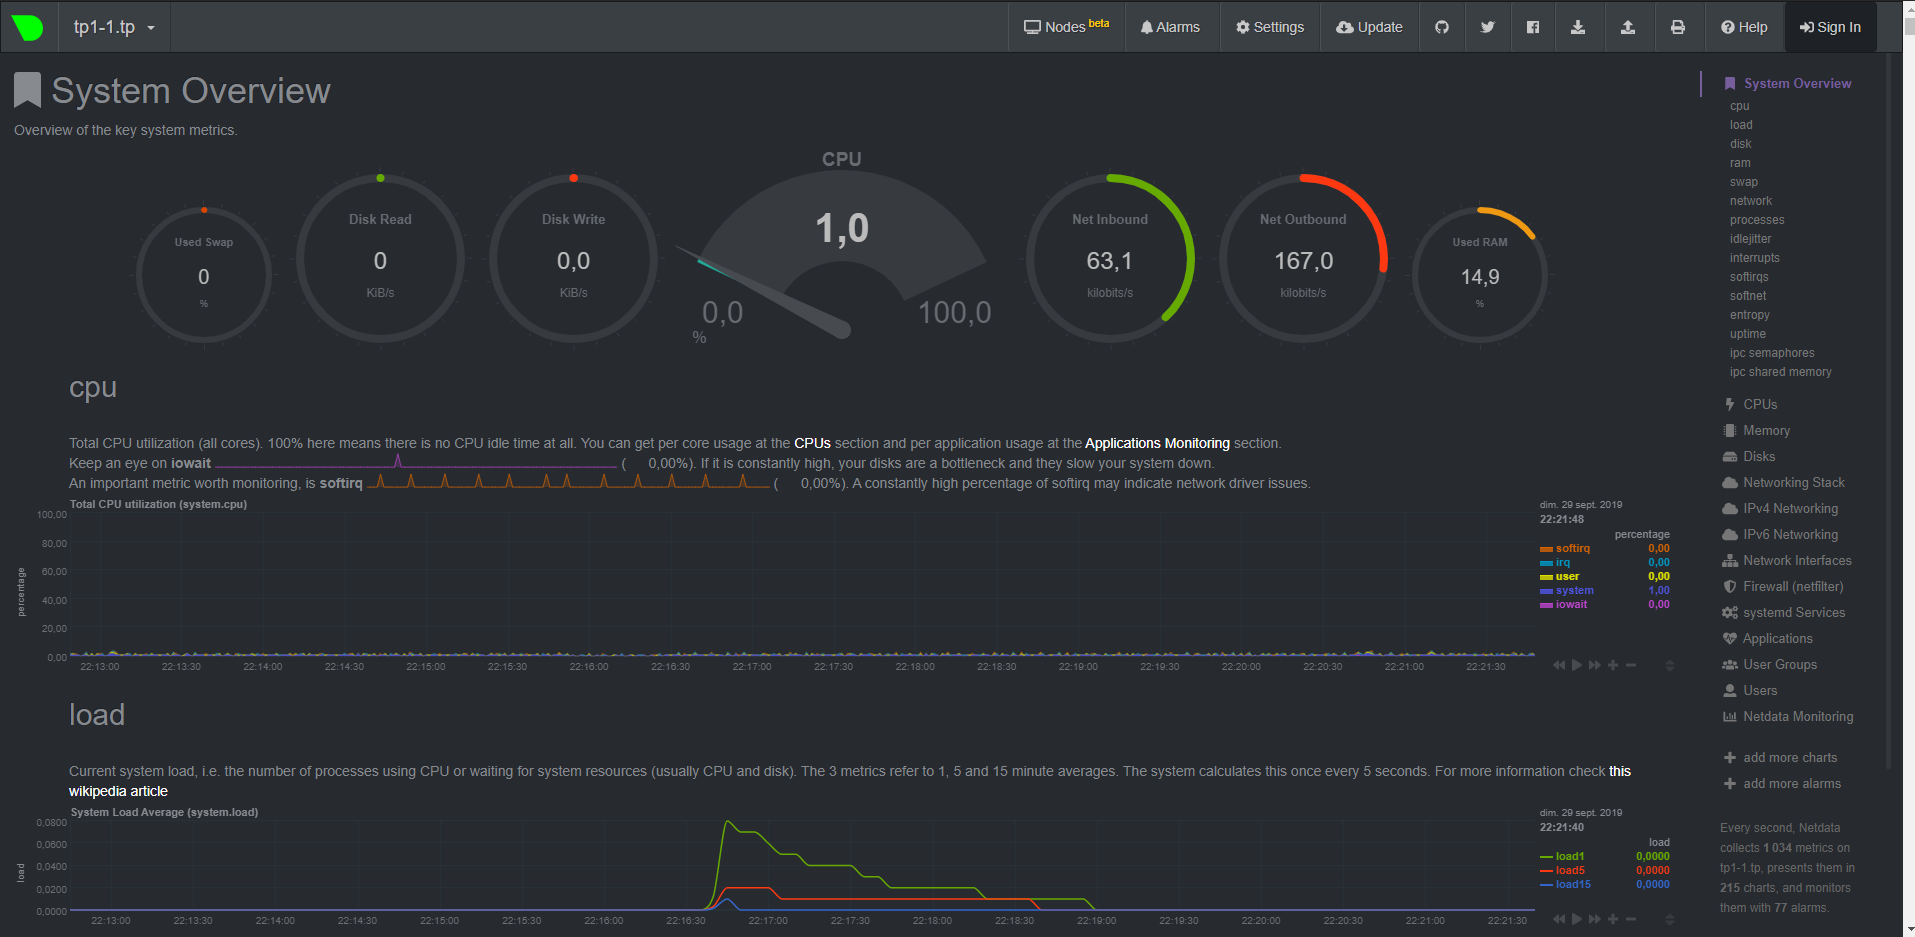 tp1-1.tp
Nodes beta
Alarms
Settings
Update
Help
Sign In
System Overview
Overview of the key system metrics.
Used Swap
0
%
Disk Read
0
KiB/s
Disk Write
0,0
KiB/s
CPU
1,0
0,0
100,0
%
Net Inbound
63,1
kilobits/s
Net Outbound
167,0
kilobits/s
Used RAM
14,9
%
cpu
Total CPU utilization (all cores). 100% here means there is no CPU idle time at all. You can get per core usage at the CPUs section and per application usage at the Applications Monitoring section.
Keep an eye on iowait ( 0,00%). If it is constantly high, your disks are a bottleneck and they slow your system down.
An important metric worth monitoring, is softirq ( 0,00%). A constantly high percentage of softirq may indicate network driver issues.
Total CPU utilization (system.cpu)
percentage
100,00
80,00
60,00
40,00
20,00
0,00
22:13:00 22:13:30 22:14:00 22:14:30 22:15:00 22:15:30 22:16:00 22:16:30 22:17:00 22:17:30 22:18:00 22:18:30 22:19:00 22:19:30 22:20:00 22:20:30 22:21:00 22:21:30
dim. 29 sept. 2019
22:21:48
percentage
softirq 0,00
irq 0,00
user 0,00
system 1,00
iowait 0,00
load
Current system load, i.e. the number of processes using CPU or waiting for system resources (usually CPU and disk). The 3 metrics refer to 1, 5 and 15 minute averages. The system calculates this once every 5 seconds. For more information check this
wikipedia article
System Load Average (system.load)
load
0,0800
0,0600
0,0400
0,0200
0,0000
22:13:00 22:13:30 22:14:00 22:14:30 22:15:00 22:15:30 22:16:00 22:16:30 22:17:00 22:17:30 22:18:00 22:18:30 22:19:00 22:19:30 22:20:00 22:20:30 22:21:00 22:21:30
dim. 29 sept. 2019
22:21:40
load
load1 0,0000
load5 0,0000
load15 0,0000
System Overview
cpu
load
disk
ram
swap
network
processes
idlejitter
interrupts
softirqs
softnet
entropy
uptime
ipc semaphores
ipc shared memory
CPUs
Memory
Disks
Networking Stack
IPv4 Networking
IPv6 Networking
Network Interfaces
Firewall (netfilter)
systemd Services
Applications
User Groups
Users
Netdata Monitoring
add more charts
add more alarms
Every second, Netdata
collects 1 034 metrics on
tp1-1.tp, presents them in
215 charts, and monitors
them with 77 alarms.